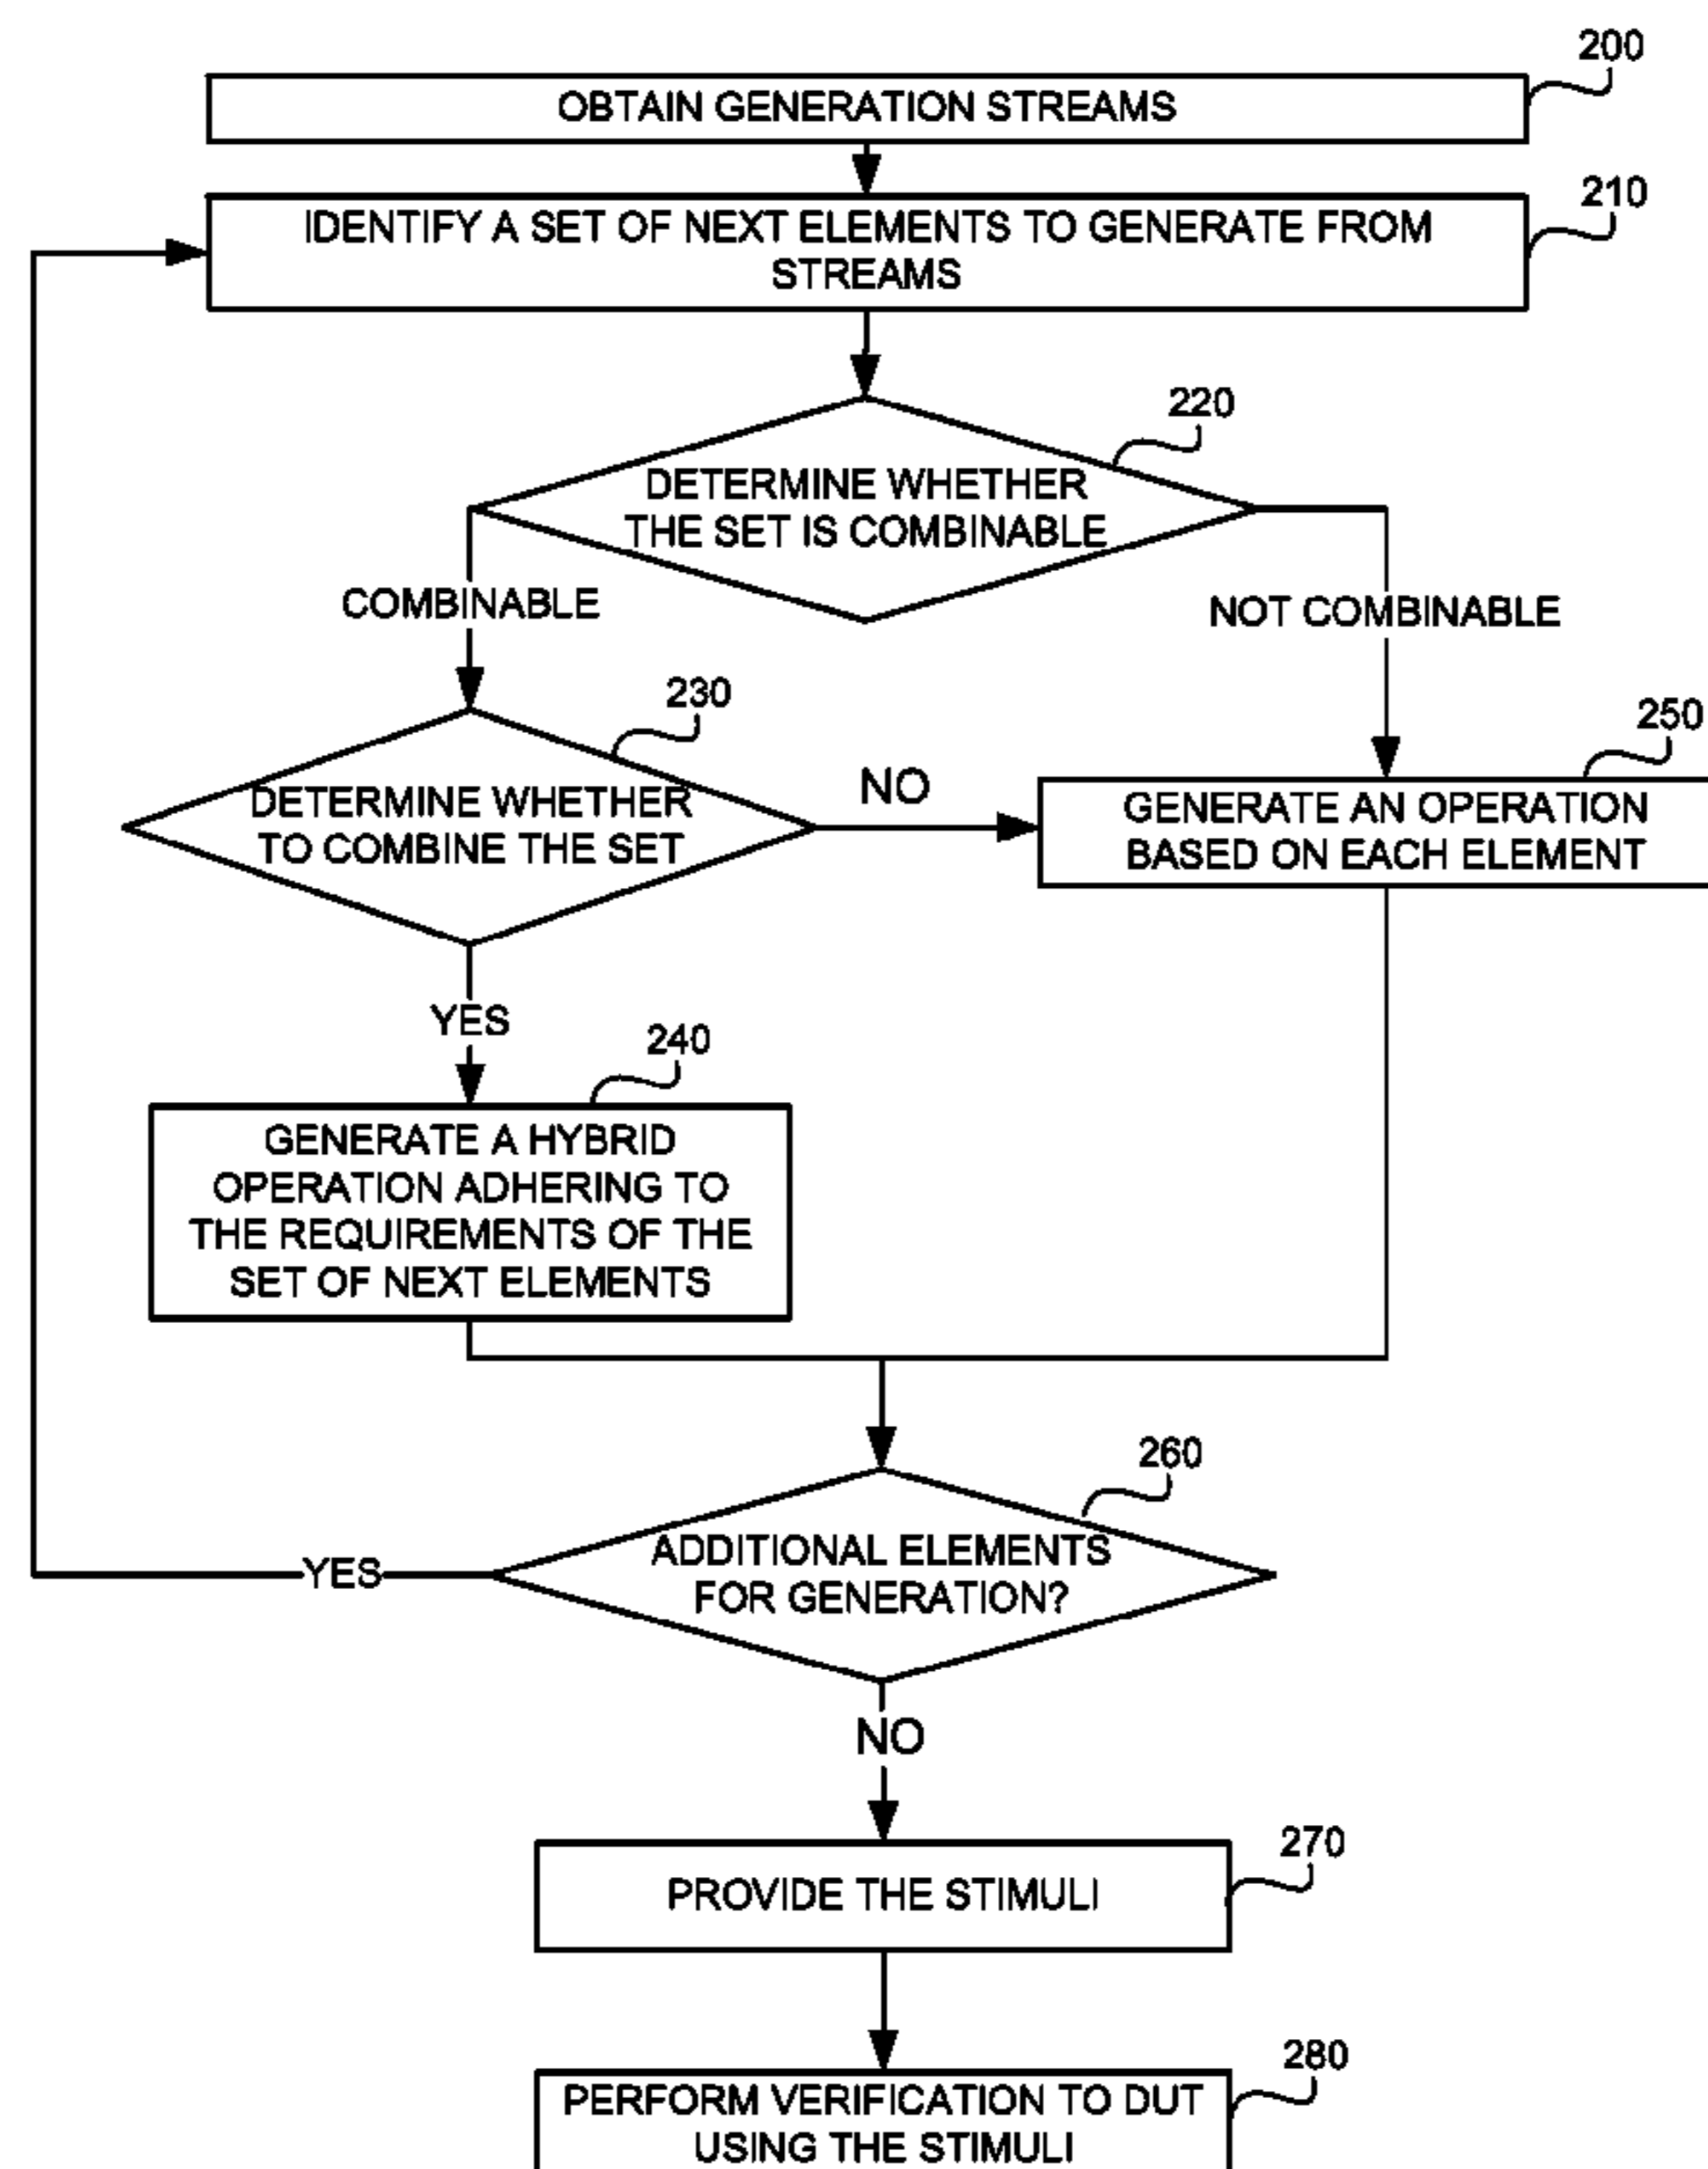 200
OBTAIN GENERATION STREAMS
210
IDENTIFY A SET OF NEXT ELEMENTS TO GENERATE FROM
STREAMS
220
DETERMINE WHETHER
THE SET IS COMBINABLE
COMBINABLE
NOT COMBINABLE
230
DETERMINE WHETHER
TO COMBINE THE SET
NO
250
GENERATE AN OPERATION
BASED ON EACH ELEMENT
YES
240
GENERATE A HYBRID
OPERATION ADHERING TO
THE REQUIREMENTS OF THE
SET OF NEXT ELEMENTS
260
ADDITIONAL ELEMENTS
FOR GENERATION?
YES
NO
270
PROVIDE THE STIMULI
280
PERFORM VERIFICATION TO DUT
USING THE STIMULI